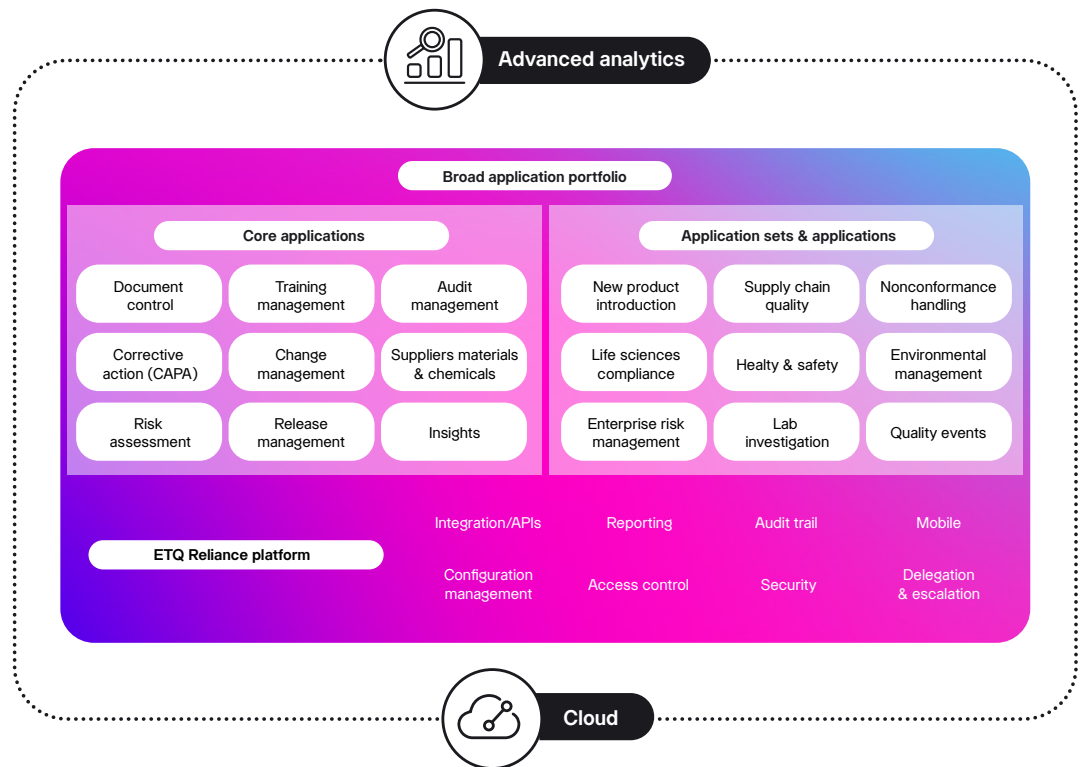 Advanced analytics
Broad application portfolio
Core applications
Document
control
Training
management
Audit
management
Corrective
action (CAPA)
Change
management
Suppliers materials
& chemicals
Risk
assessment
Release
management
Insights
Application sets & applications
New product
introduction
Supply chain
quality
Nonconformance
handling
Life sciences
compliance
Healty & safety
Environmental
management
Enterprise risk
management
Lab
investigation
Quality events
ETQ Reliance platform
Integration/APIs
Reporting
Audit trail
Mobile
Configuration
management
Access control
Security
Delegation
& escalation
Cloud